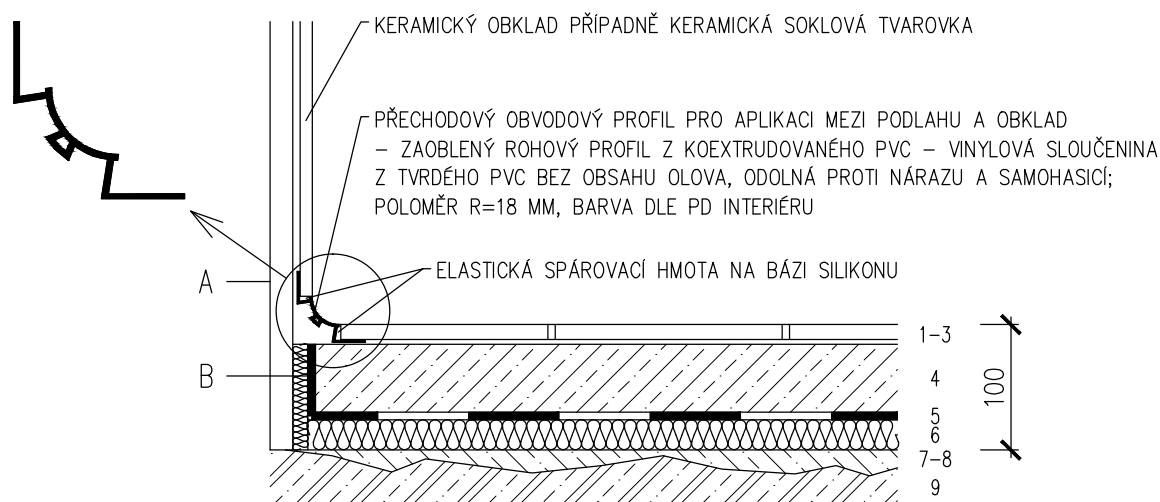 KERAMICKÝ OBKLAD PŘÍPADNĚ KERAMICKÁ SOKLOVÁ TVAROVKA
PŘECHODOVÝ OBVODOVÝ PROFIL PRO APLIKACI MEZI PODLAHU A OBKLAD
– ZAOBLENÝ ROHOVÝ PROFIL Z KOEXTRUDOVANÉHO PVC – VINYLOVÁ SLOUČENINA
Z TVRDÉHO PVC BEZ OBSAHU OLOVA, ODOLNÁ PROTI NÁRAZU A SAMOHASICÍ;
POLOMĚR R=18 MM, BARVA DLE PD INTERIÉRU
ELASTICKÁ SPÁROVACÍ HMOTA NA BÁZI SILIKONU
A
1–3
B
4
100
5
6
7–8
9